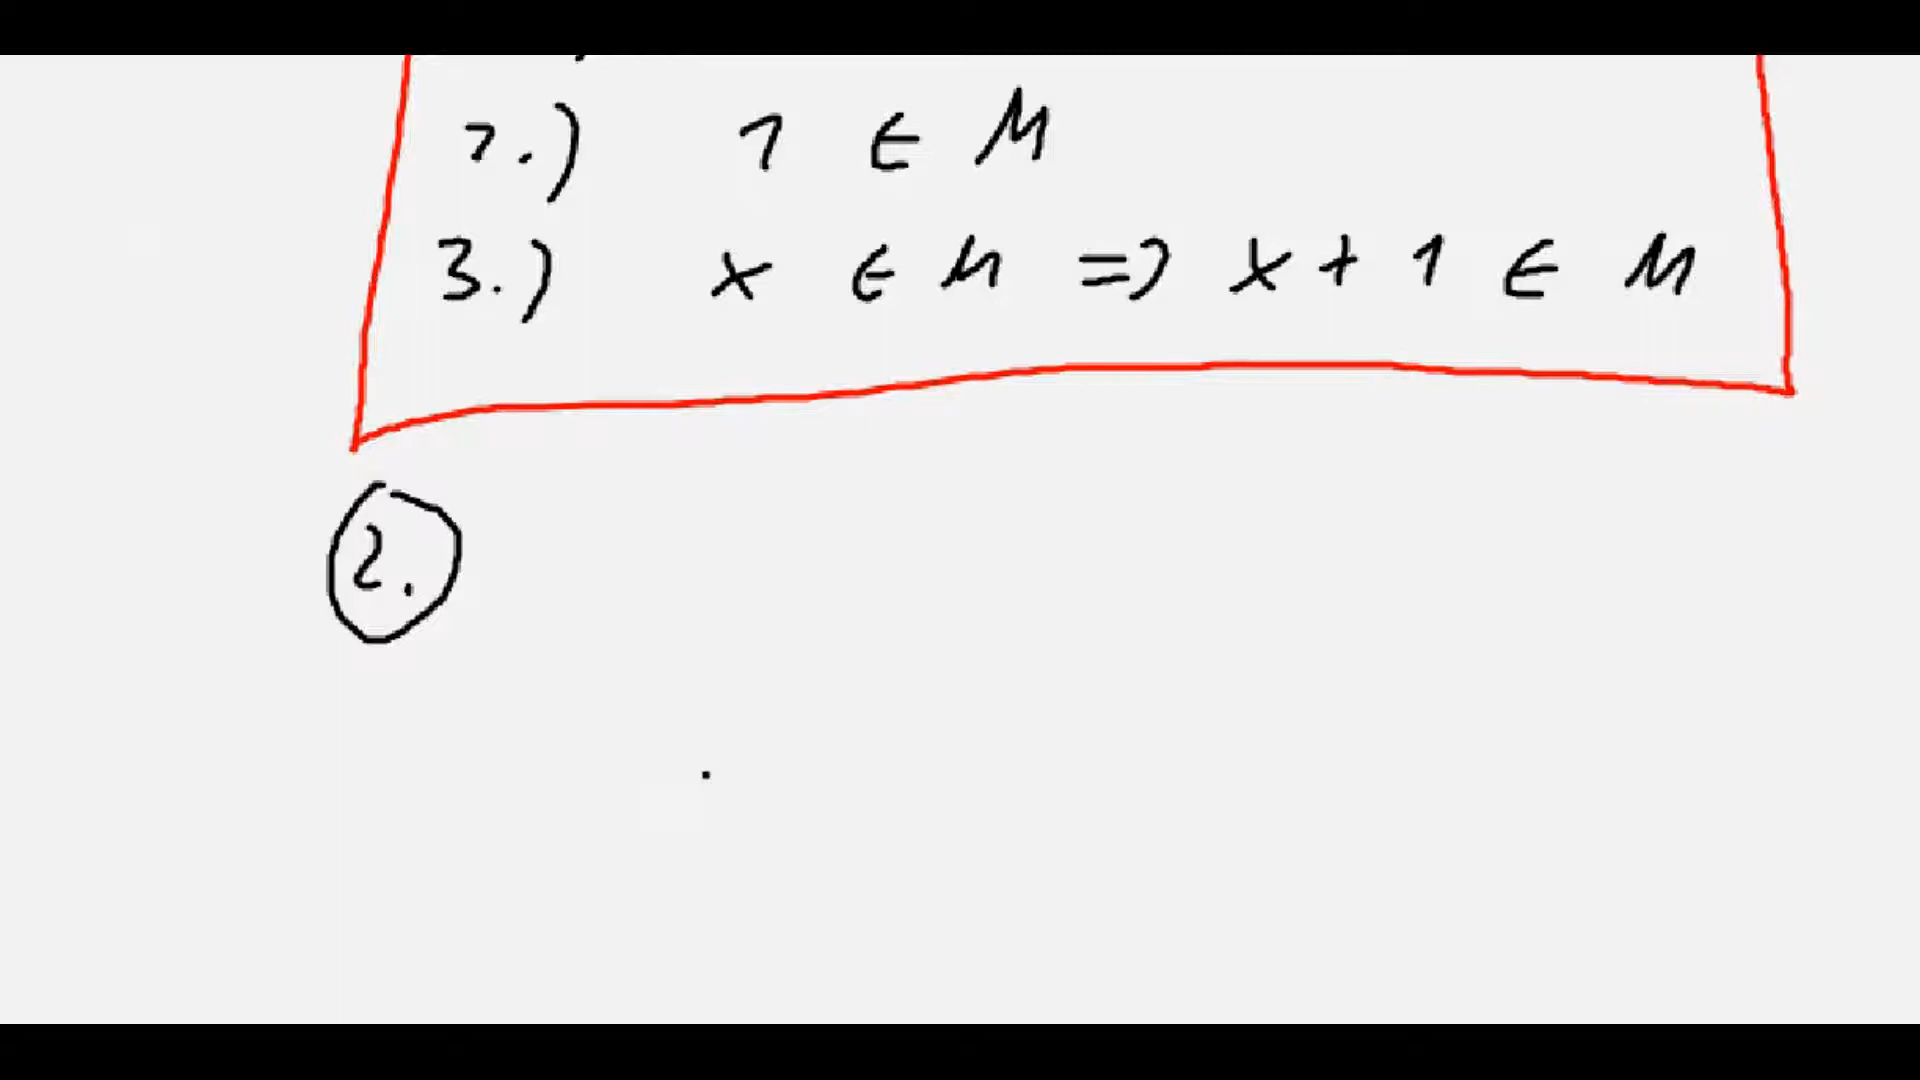 2.) 1 ∈ M
3.) x ∈ M => x + 1 ∈ M
2.